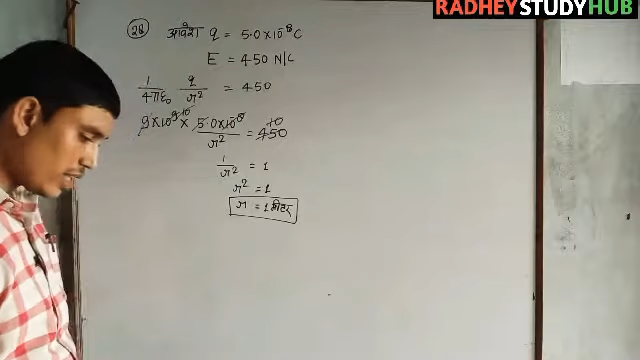 RADHEYSTUDYHUB
28 आवेश q = 5.0×10⁻⁸ C
E = 450 N/C
1/4πε₀ q/r² = 450
9×10⁹ × 5.0×10⁻⁸/r² = 450
1/r² = 1
r² = 1
r = 1 मीटर